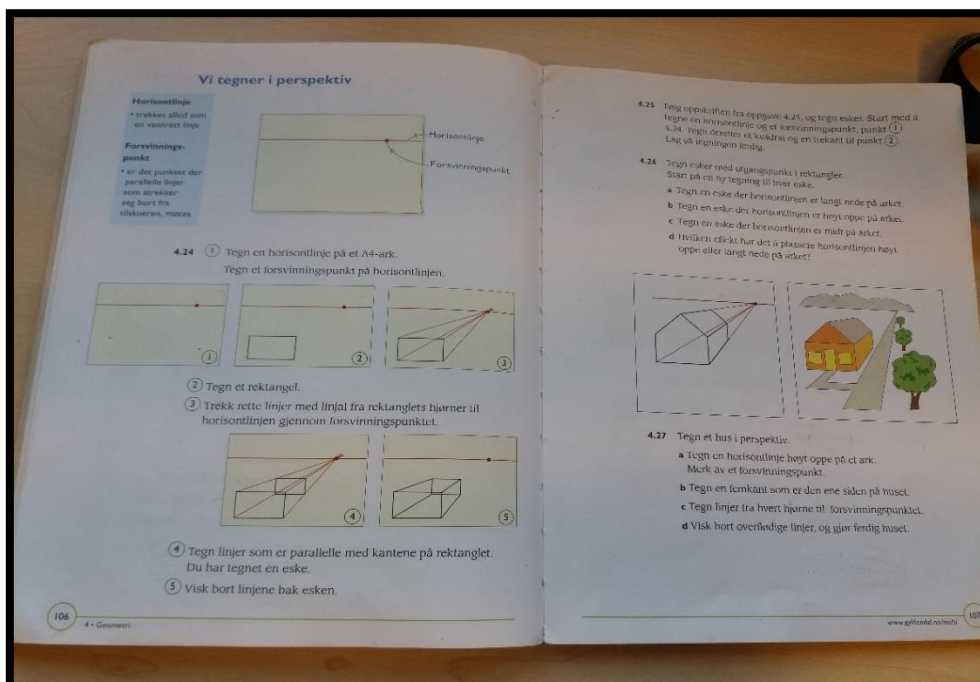 Vi tegner i perspektiv
Horisontlinje
• trekkes alltid som
en vannrett linje
Forsvinnings-
punkt
• er det punktet der
parallelle linjer
som strekker
seg bort fra
tilskueren, møtes
Horisontlinje
Forsvinningspunkt
4.24 1 Tegn en horisontlinje på et A4-ark.
Tegn et forsvinningspunkt på horisontlinjen.
1
2
3
2 Tegn et rektangel.
3 Trekk rette linjer med linjal fra rektanglets hjørner til
horisontlinjen gjennom forsvinningspunktet.
4
5
4 Tegn linjer som er parallelle med kantene på rektanglet.
Du har tegnet en eske.
5 Visk bort linjene bak esken.
106
4 • Geometri
4.25 Følg oppskriften fra oppgave 4.24, og tegn esker. Start med å
tegne en horisontlinje og et forsvinningspunkt, punkt 1
4.24. Tegn deretter et kvadrat og en trekant til punkt 2.
Lag så tegningen ferdig.
4.26 Tegn esker med utgangspunkt i rektangler.
Start på en ny tegning til hver eske.
a Tegn en eske der horisontlinjen er langt nede på arket.
b Tegn en eske der horisontlinjen er høyt oppe på arket.
c Tegn en eske der horisontlinjen er midt på arket.
d Hvilken effekt har det å plassere horisontlinjen høyt
oppe eller langt nede på arket?
4.27 Tegn et hus i perspektiv.
a Tegn en horisontlinje høyt oppe på et ark.
Merk av et forsvinningspunkt.
b Tegn en femkant som er den ene siden på huset.
c Tegn linjer fra hvert hjørne til forsvinningspunktet.
d Visk bort overflødige linjer, og gjør ferdig huset.
www.gyldendal.no/multi
107